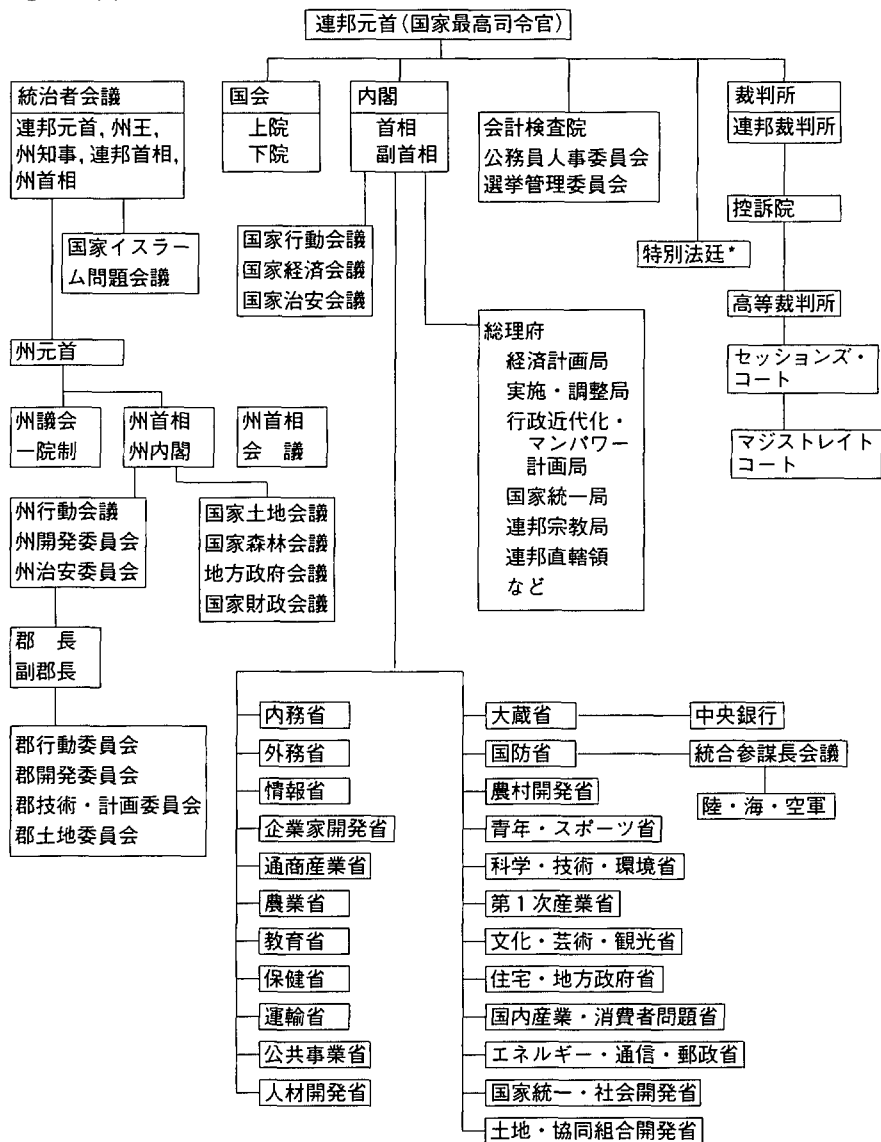 連邦元首(国家最高司令官)
統治者会議
連邦元首,州王,
州知事,連邦首相,
州首相
国会
上院
下院
内閣
首相
副首相
会計検査院
公務員人事委員会
選挙管理委員会
裁判所
連邦裁判所
控訴院
特別法廷*
高等裁判所
セッションズ・
コート
マジストレイト
コート
国家イスラー
ム問題会議
国家行動会議
国家経済会議
国家治安会議
総理府
経済計画局
実施・調整局
行政近代化・
マンパワー
計画局
国家統一局
連邦宗教局
連邦直轄領
など
州元首
州議会
一院制
州首相
州内閣
州首相
会 議
州行動会議
州開発委員会
州治安委員会
国家土地会議
国家森林会議
地方政府会議
国家財政会議
郡 長
副郡長
郡行動委員会
郡開発委員会
郡技術・計画委員会
郡土地委員会
内務省
外務省
情報省
企業家開発省
通商産業省
農業省
教育省
保健省
運輸省
公共事業省
人材開発省
大蔵省
中央銀行
国防省
統合参謀長会議
陸・海・空軍
農村開発省
青年・スポーツ省
科学・技術・環境省
第1次産業省
文化・芸術・観光省
住宅・地方政府省
国内産業・消費者問題省
エネルギー・通信・郵政省
国家統一・社会開発省
土地・協同組合開発省